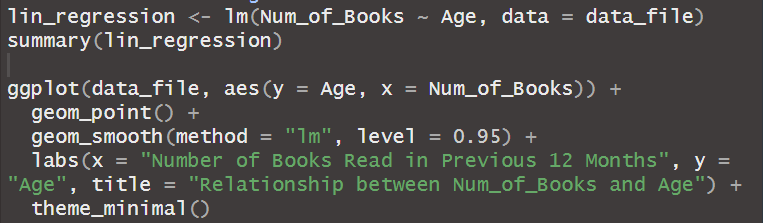 lin_regression <- lm(Num_of_Books ~ Age, data = data_file)
summary(lin_regression)
ggplot(data_file, aes(y = Age, x = Num_of_Books)) +
  geom_point() +
  geom_smooth(method = "lm", level = 0.95) +
  labs(x = "Number of Books Read in Previous 12 Months", y =
"Age", title = "Relationship between Num_of_Books and Age") +
  theme_minimal()